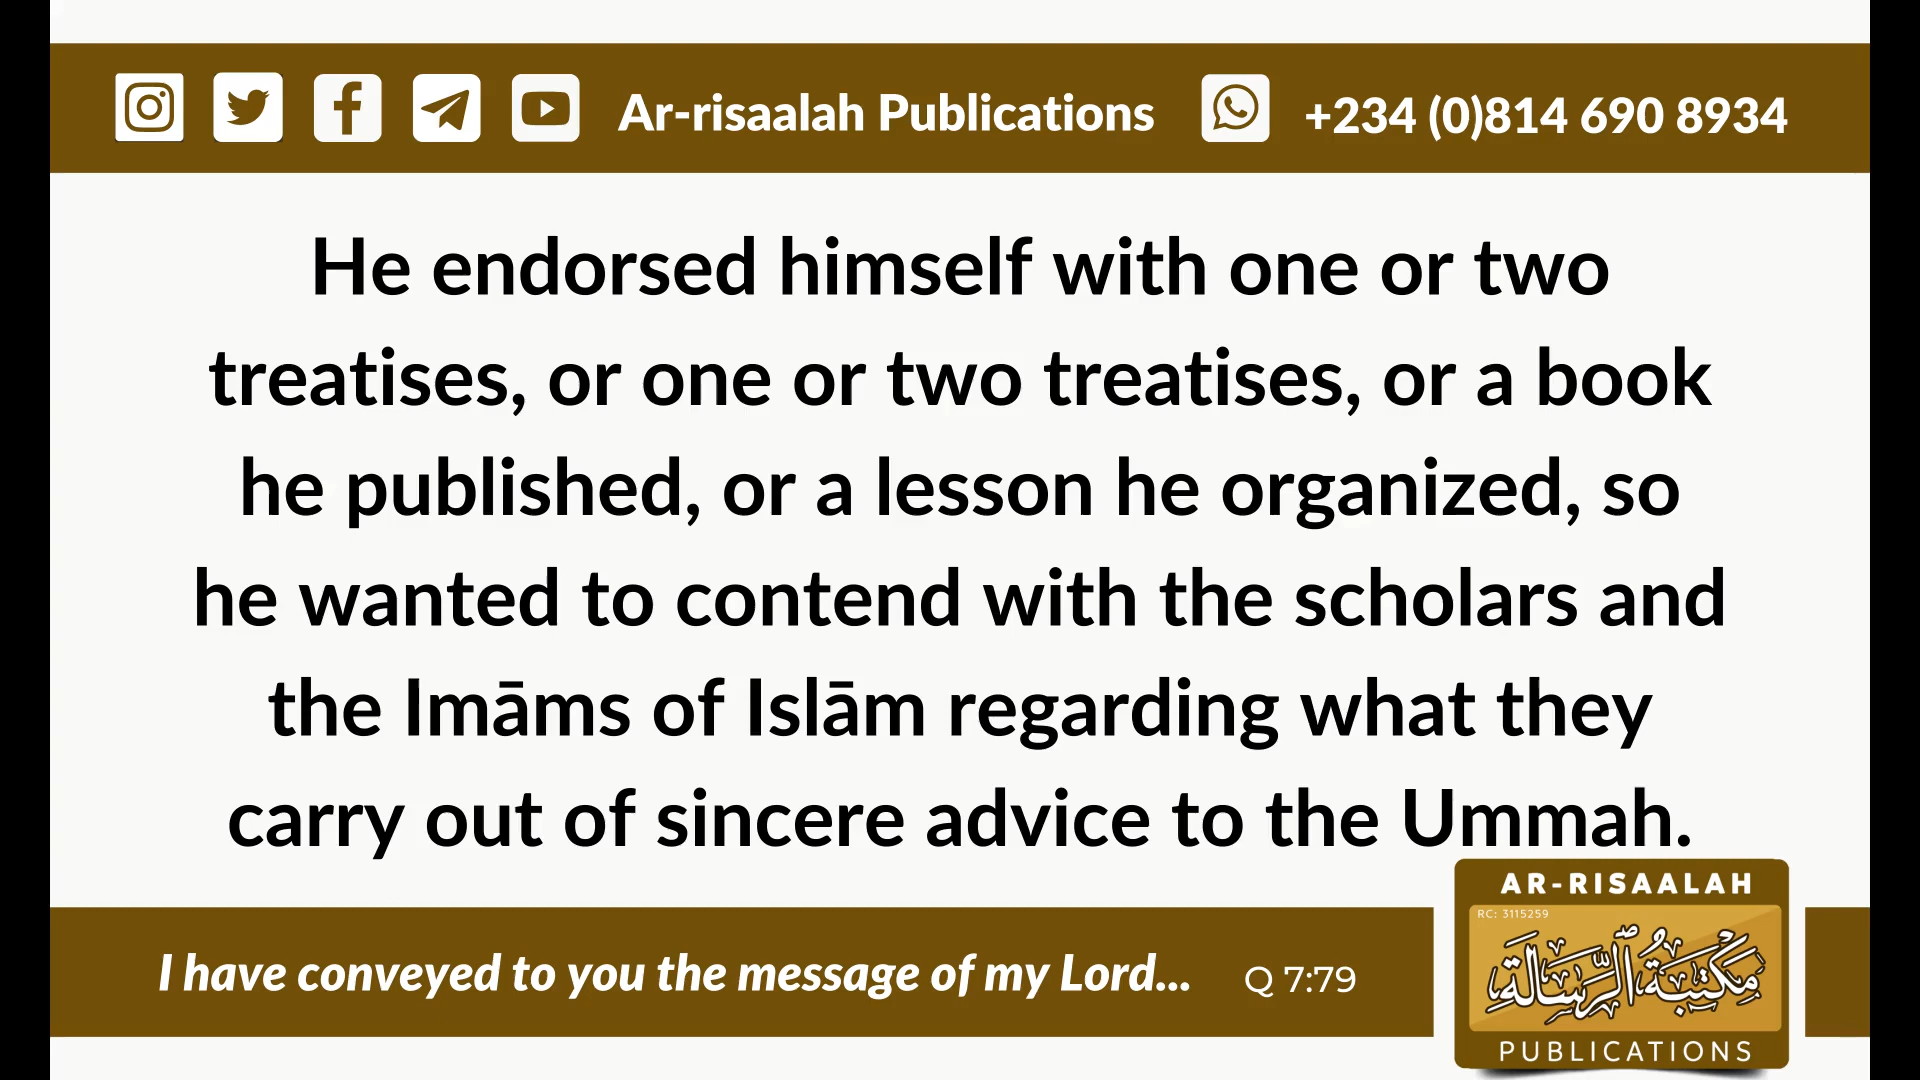 Ar-risaalah Publications +234 (0)814 690 8934
He endorsed himself with one or two
treatises, or one or two treatises, or a book
he published, or a lesson he organized, so
he wanted to contend with the scholars and
the Imāms of Islām regarding what they
carry out of sincere advice to the Ummah.
I have conveyed to you the message of my Lord... Q 7:79
AR-RISAALAH
RC: 3115259
مَكْتَبَةُ الرِّسَالَةِ
PUBLICATIONS